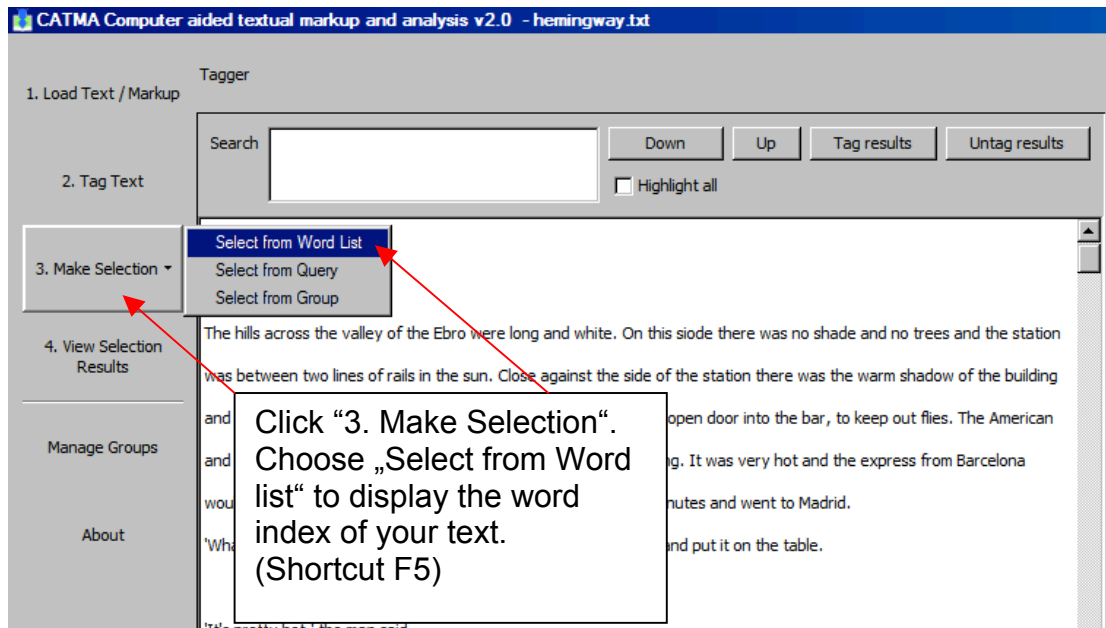 CATMA Computer aided textual markup and analysis v2.0 - hemingway.txt
1. Load Text / Markup
2. Tag Text
3. Make Selection
4. View Selection
Results
Manage Groups
About
Tagger
Search
Down
Up
Tag results
Untag results
Highlight all
Select from Word List
Select from Query
Select from Group
The hills across the valley of the Ebro were long and white. On this siode there was no shade and no trees and the station
was between two lines of rails in the sun. Close against the side of the station there was the warm shadow of the building
and open door into the bar, to keep out flies. The American
and It was very hot and the express from Barcelona
and went to Madrid.
and put it on the table.
the man said.
Click “3. Make Selection“.
Choose „Select from Word
list“ to display the word
index of your text.
(Shortcut F5)